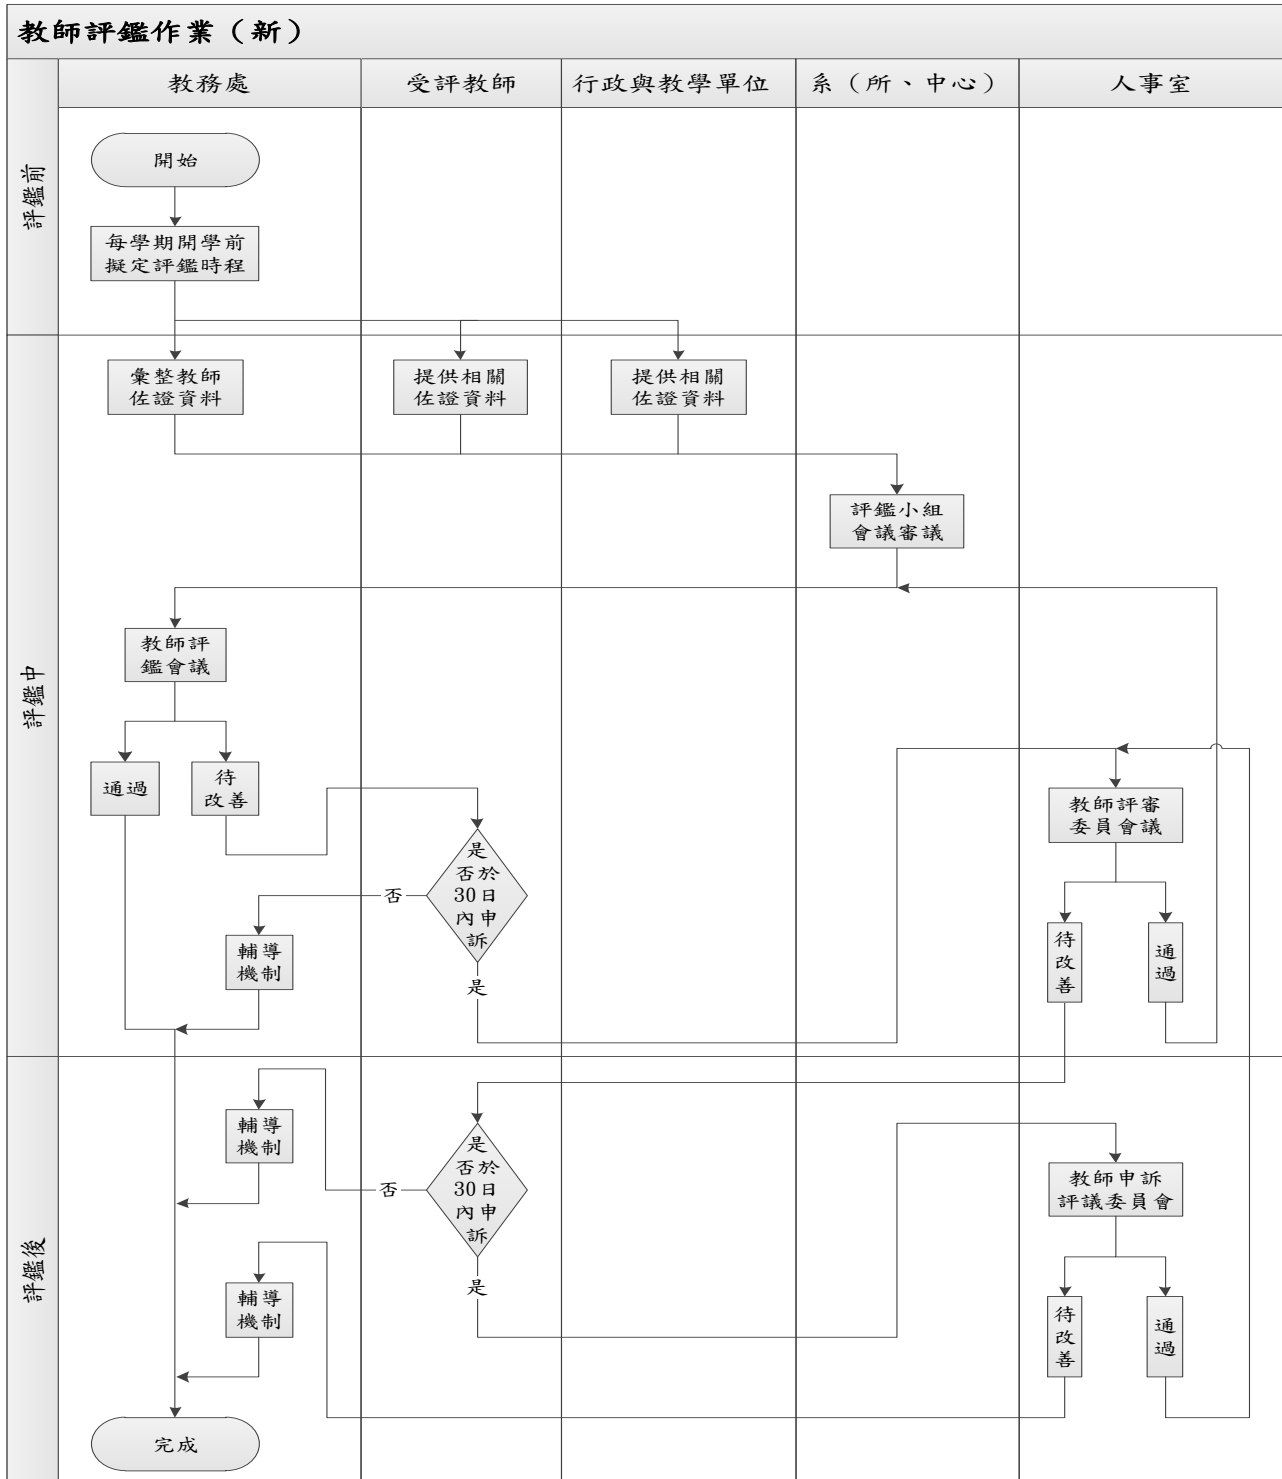 教師評鑑作業（新）
教務處
受評教師
行政與教學單位
系（所、中心）
人事室
評鑑前
開始
每學期開學前
擬定評鑑時程
評鑑中
彙整教師
佐證資料
提供相關
佐證資料
提供相關
佐證資料
評鑑小組
會議審議
教師評
鑑會議
通過
待
改善
教師評審
委員會議
是
否於
30日
內申
訴
否
是
輔導
機制
待
改
善
通
過
評鑑後
輔導
機制
是
否於
30日
內申
訴
否
是
教師申訴
評議委員會
輔導
機制
待
改
善
通
過
完成